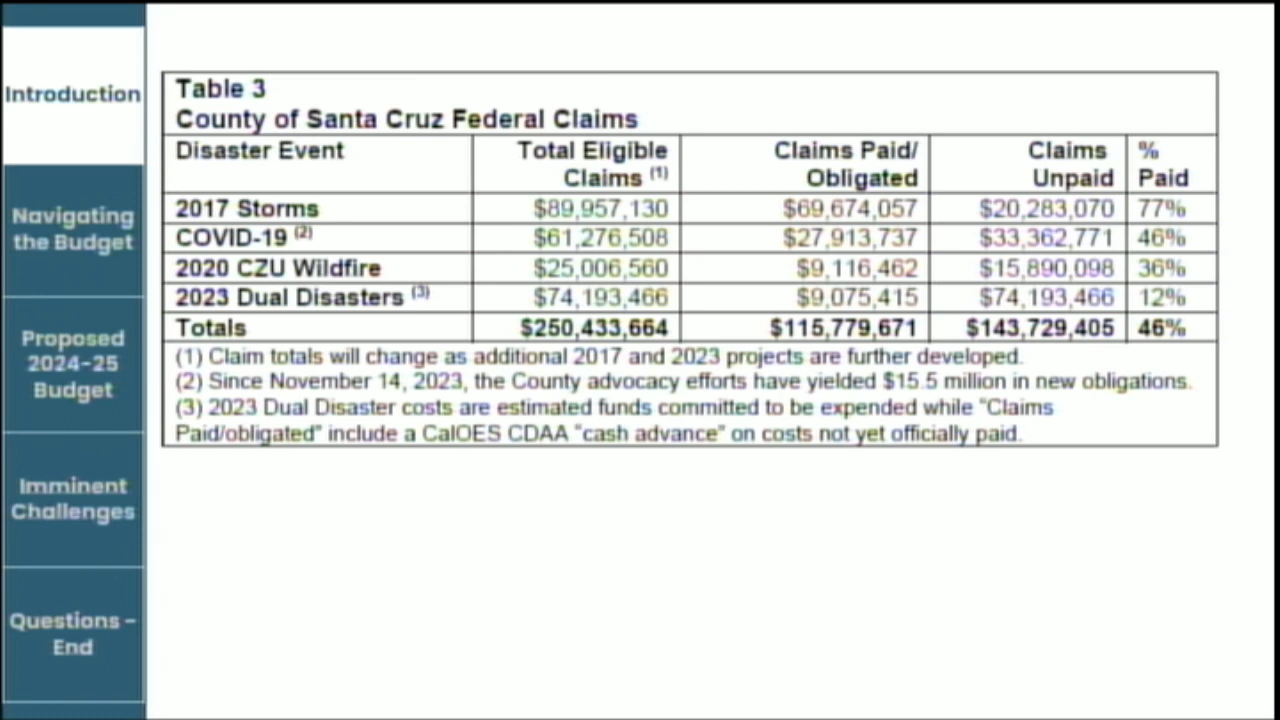 Introduction
Navigating
the Budget
Proposed
2024-25
Budget
Imminent
Challenges
Questions –
End
Table 3
County of Santa Cruz Federal Claims
Disaster Event Total Eligible Claims (1) Claims Paid/ Obligated Claims Unpaid % Paid
2017 Storms $89,957,130 $69,674,057 $20,283,070 77%
COVID-19 (2) $61,276,508 $27,913,737 $33,362,771 46%
2020 CZU Wildfire $25,006,560 $9,116,462 $15,890,098 36%
2023 Dual Disasters (3) $74,193,466 $9,075,415 $74,193,466 12%
Totals $250,433,664 $115,779,671 $143,729,405 46%
(1) Claim totals will change as additional 2017 and 2023 projects are further developed.
(2) Since November 14, 2023, the County advocacy efforts have yielded $15.5 million in new obligations.
(3) 2023 Dual Disaster costs are estimated funds committed to be expended while "Claims
Paid/obligated" include a CalOES CDAA "cash advance" on costs not yet officially paid.